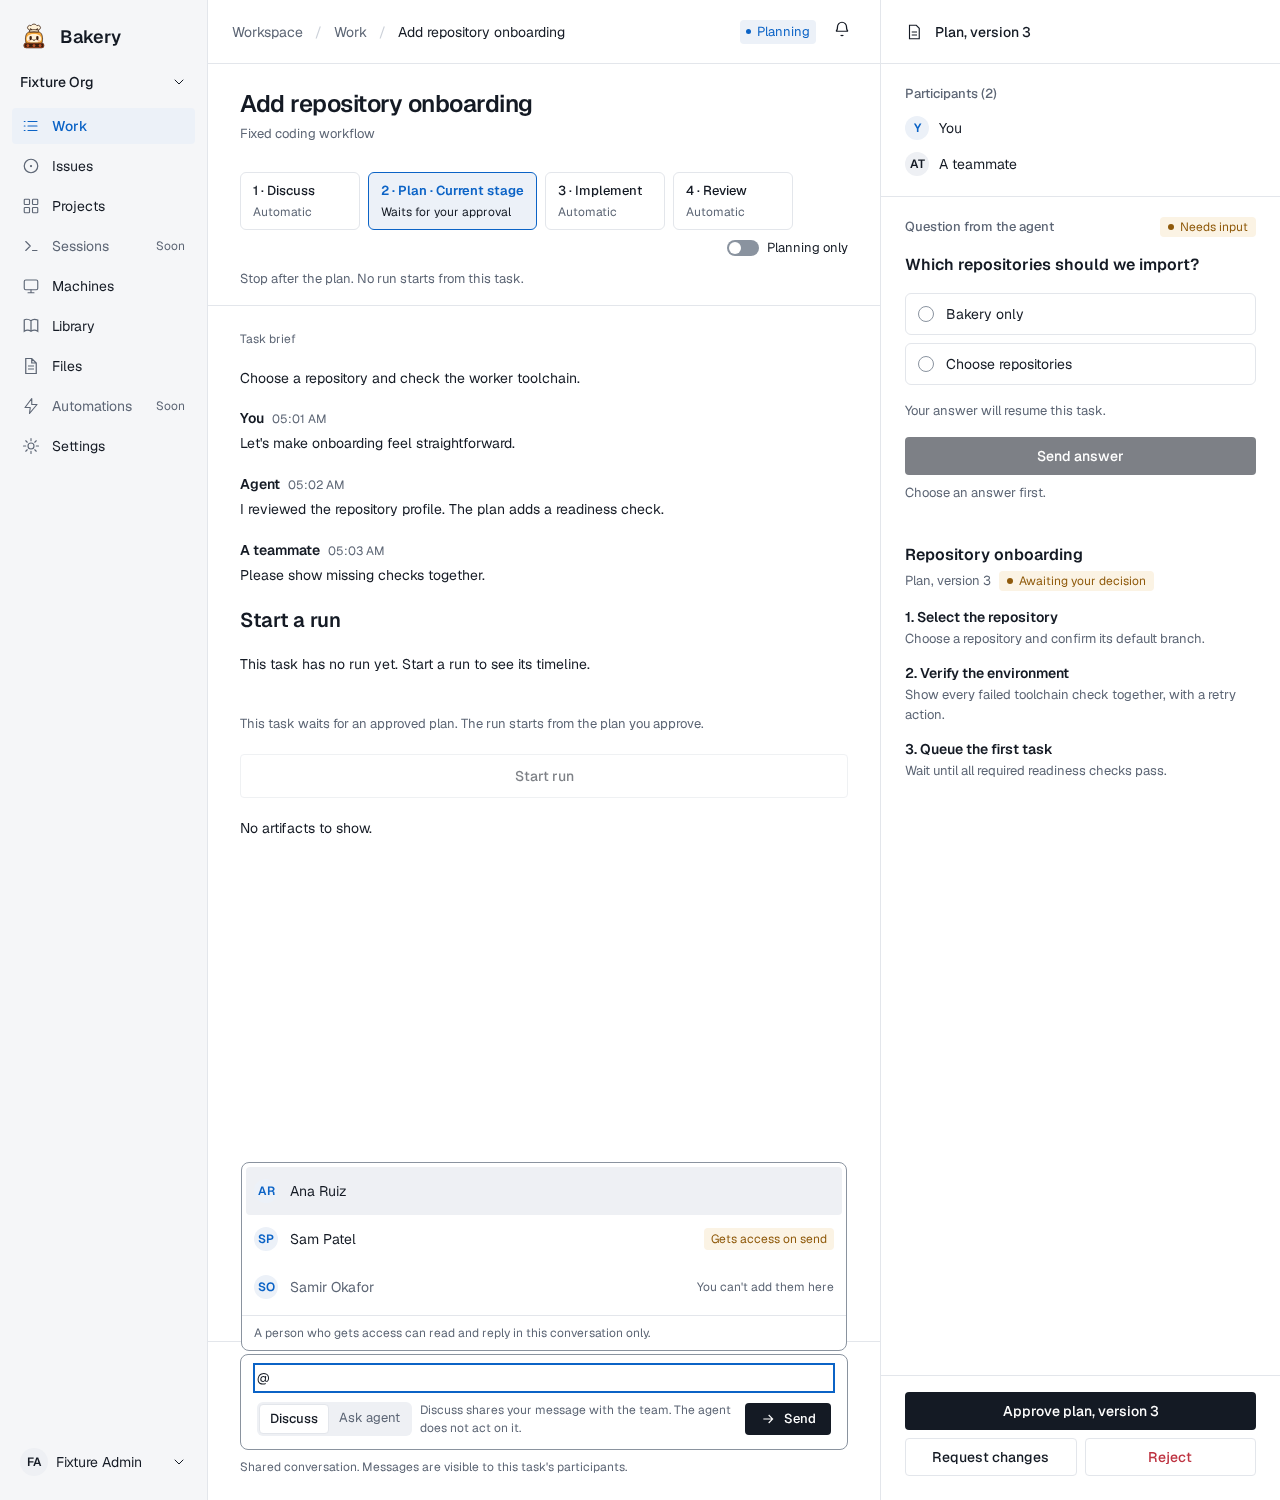 Bakery
Fixture Org
Work
Issues
Projects
Sessions Soon
Machines
Library
Files
Automations Soon
Settings
FA Fixture Admin
Workspace / Work / Add repository onboarding
Planning
Add repository onboarding
Fixed coding workflow
1 · Discuss
Automatic
2 · Plan · Current stage
Waits for your approval
3 · Implement
Automatic
4 · Review
Automatic
Planning only
Stop after the plan. No run starts from this task.
Task brief
Choose a repository and check the worker toolchain.
You 05:01 AM
Let's make onboarding feel straightforward.
Agent 05:02 AM
I reviewed the repository profile. The plan adds a readiness check.
A teammate 05:03 AM
Please show missing checks together.
Start a run
This task has no run yet. Start a run to see its timeline.
This task waits for an approved plan. The run starts from the plan you approve.
Start run
No artifacts to show.
AR Ana Ruiz
SP Sam Patel Gets access on send
SO Samir Okafor You can't add them here
A person who gets access can read and reply in this conversation only.
@
Discuss Ask agent
Discuss shares your message with the team. The agent
does not act on it.
Send
Shared conversation. Messages are visible to this task's participants.
Plan, version 3
Participants (2)
Y You
AT A teammate
Question from the agent Needs input
Which repositories should we import?
Bakery only
Choose repositories
Your answer will resume this task.
Send answer
Choose an answer first.
Repository onboarding
Plan, version 3 Awaiting your decision
1. Select the repository
Choose a repository and confirm its default branch.
2. Verify the environment
Show every failed toolchain check together, with a retry
action.
3. Queue the first task
Wait until all required readiness checks pass.
Approve plan, version 3
Request changes Reject